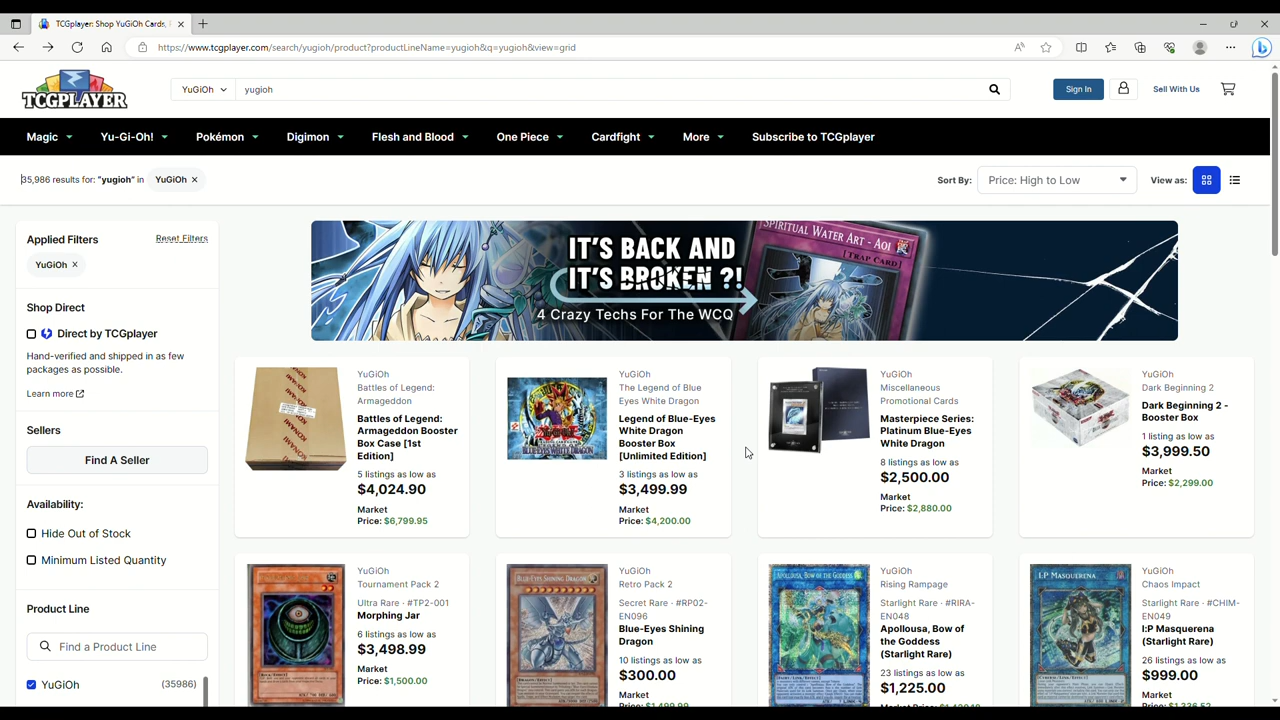 TCGplayer: Shop YuGiOh Cards,
https://www.tcgplayer.com/search/yugioh/product?productLineName=yugioh&q=yugioh&view=grid
TCGPLAYER
YuGiOh
yugioh
Sign In
Sell With Us
Magic
Yu-Gi-Oh!
Pokémon
Digimon
Flesh and Blood
One Piece
Cardfight
More
Subscribe to TCGplayer
35,986 results for: "yugioh" in
YuGiOh ×
Sort By:
Price: High to Low
View as:
Applied Filters
Reset Filters
YuGiOh ×
Shop Direct
Direct by TCGplayer
Hand-verified and shipped in as few
packages as possible.
Learn more
Sellers
Find A Seller
Availability:
Hide Out of Stock
Minimum Listed Quantity
Product Line
Find a Product Line
YuGiOh
(35986)
IT'S BACK AND
IT'S BROKEN ?!
4 Crazy Techs For The WCQ
SPIRITUAL WATER ART - AOI
[TRAP CARD]
YuGiOh
Battles of Legend:
Armageddon
Battles of Legend:
Armageddon Booster
Box Case [1st
Edition]
5 listings as low as
$4,024.90
Market
Price: $6,799.95
YuGiOh
The Legend of Blue
Eyes White Dragon
Legend of Blue-Eyes
White Dragon
Booster Box
[Unlimited Edition]
3 listings as low as
$3,499.99
Market
Price: $4,200.00
YuGiOh
Miscellaneous
Promotional Cards
Masterpiece Series:
Platinum Blue-Eyes
White Dragon
8 listings as low as
$2,500.00
Market
Price: $2,880.00
YuGiOh
Dark Beginning 2
Dark Beginning 2 -
Booster Box
1 listing as low as
$3,999.50
Market
Price: $2,299.00
YuGiOh
Tournament Pack 2
Ultra Rare · #TP2-001
Morphing Jar
6 listings as low as
$3,498.99
Market
Price: $1,500.00
BLUE-EYES SHINING DRAGON
YuGiOh
Retro Pack 2
Secret Rare · #RP02-
EN096
Blue-Eyes Shining
Dragon
10 listings as low as
$300.00
Market
APOLLOUSA, BOW OF THE GODDESS
YuGiOh
Rising Rampage
Starlight Rare · #RIRA-
EN048
Apollousa, Bow of
the Goddess
(Starlight Rare)
23 listings as low as
$1,225.00
I:P MASQUERENA
YuGiOh
Chaos Impact
Starlight Rare · #CHIM-
EN049
I:P Masquerena
(Starlight Rare)
26 listings as low as
$999.00
Market